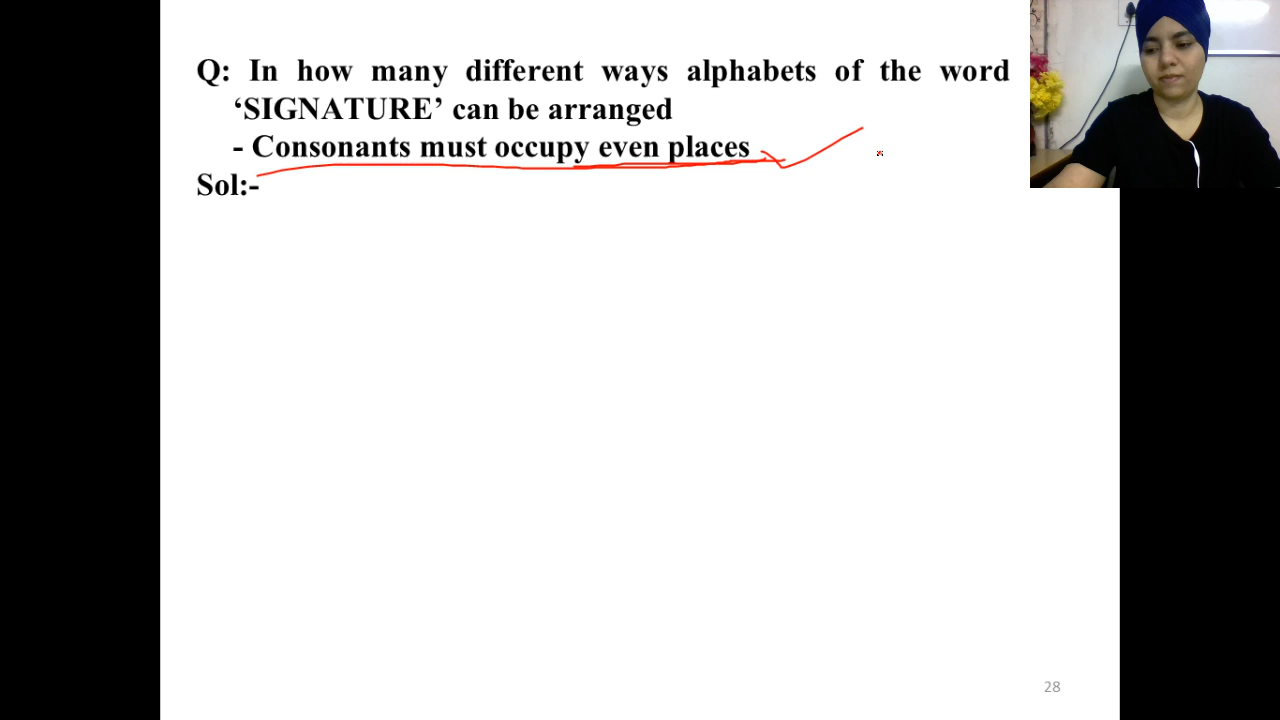 Q: In how many different ways alphabets of the word
‘SIGNATURE’ can be arranged
- Consonants must occupy even places
Sol:-
28